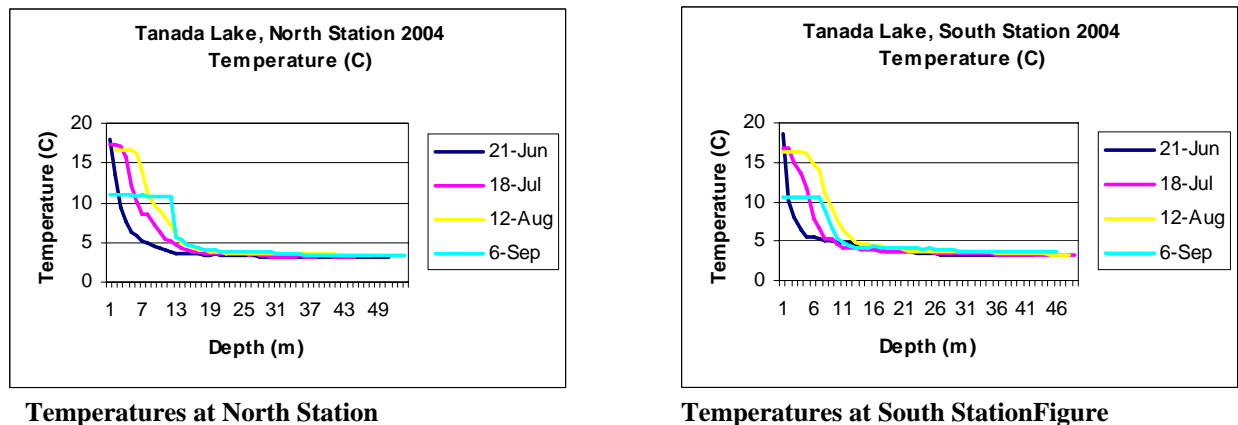 Tanada Lake, North Station 2004
Temperature (C)
20
15
10
5
0
Temperature (C)
1 7 13 19 25 31 37 43 49
Depth (m)
21-Jun
18-Jul
12-Aug
6-Sep
Temperatures at North Station
Tanada Lake, South Station 2004
Temperature (C)
20
15
10
5
0
Temperature (C)
1 6 11 16 21 26 31 36 41 46
Depth (m)
21-Jun
18-Jul
12-Aug
6-Sep
Temperatures at South StationFigure